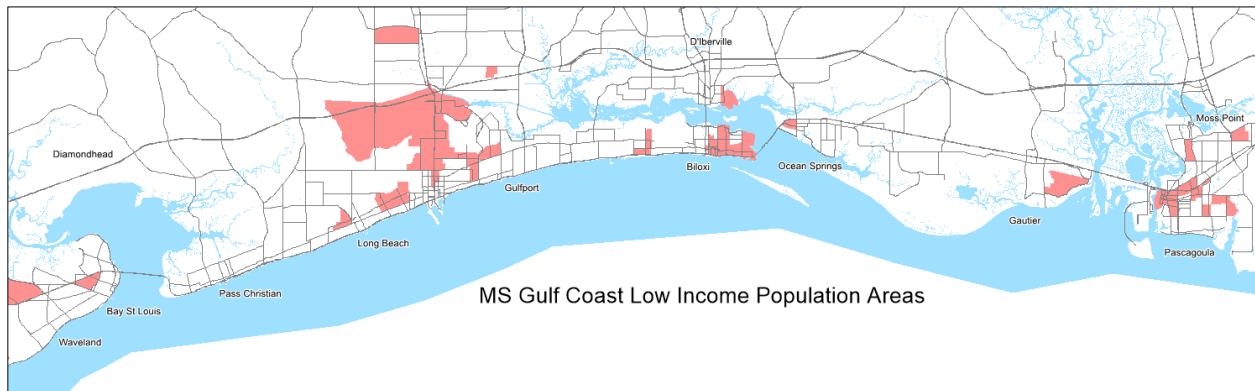 D'Iberville
Moss Point
Diamondhead
Biloxi
Ocean Springs
Gulfport
Gautier
Long Beach
Pascagoula
Pass Christian
MS Gulf Coast Low Income Population Areas
Bay St Louis
Waveland